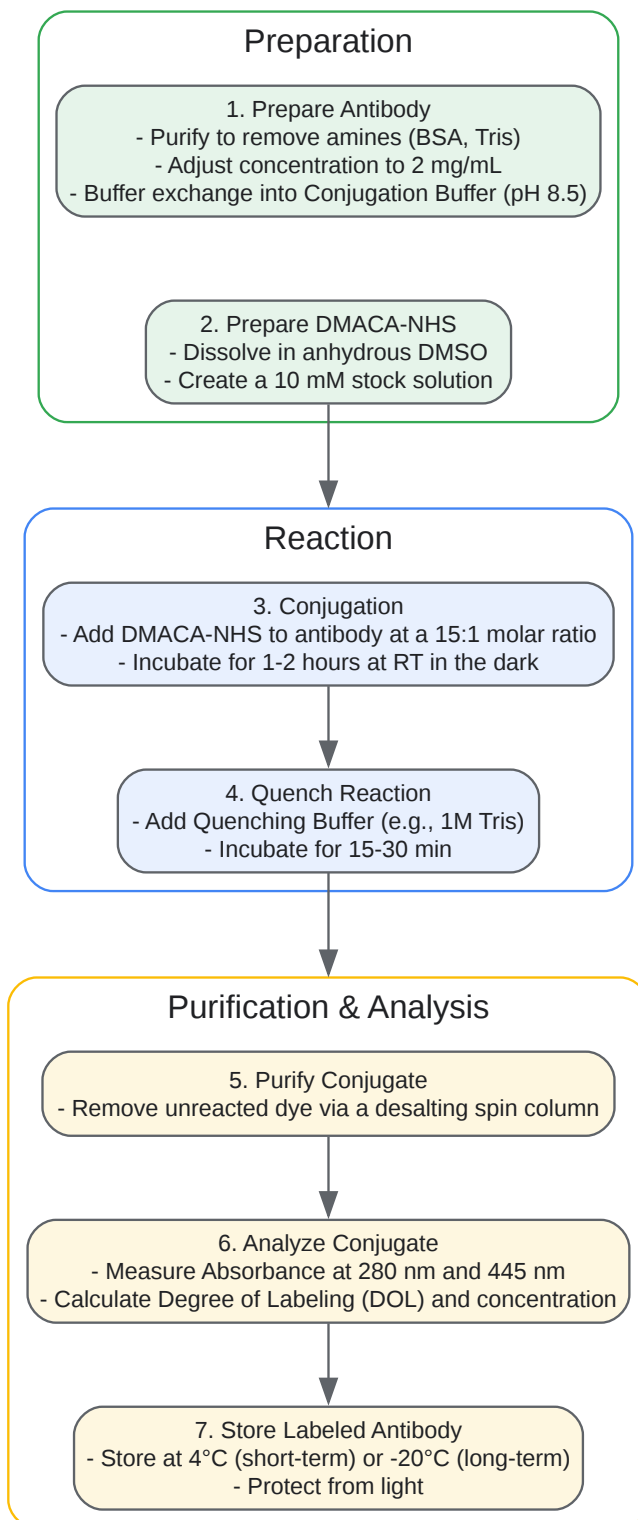 Preparation
1. Prepare Antibody
- Purify to remove amines (BSA, Tris)
- Adjust concentration to 2 mg/mL
- Buffer exchange into Conjugation Buffer (pH 8.5)
2. Prepare DMACA-NHS
- Dissolve in anhydrous DMSO
- Create a 10 mM stock solution
Reaction
3. Conjugation
- Add DMACA-NHS to antibody at a 15:1 molar ratio
- Incubate for 1-2 hours at RT in the dark
4. Quench Reaction
- Add Quenching Buffer (e.g., 1M Tris)
- Incubate for 15-30 min
Purification & Analysis
5. Purify Conjugate
- Remove unreacted dye via a desalting spin column
6. Analyze Conjugate
- Measure Absorbance at 280 nm and 445 nm
- Calculate Degree of Labeling (DOL) and concentration
7. Store Labeled Antibody
- Store at 4°C (short-term) or -20°C (long-term)
- Protect from light